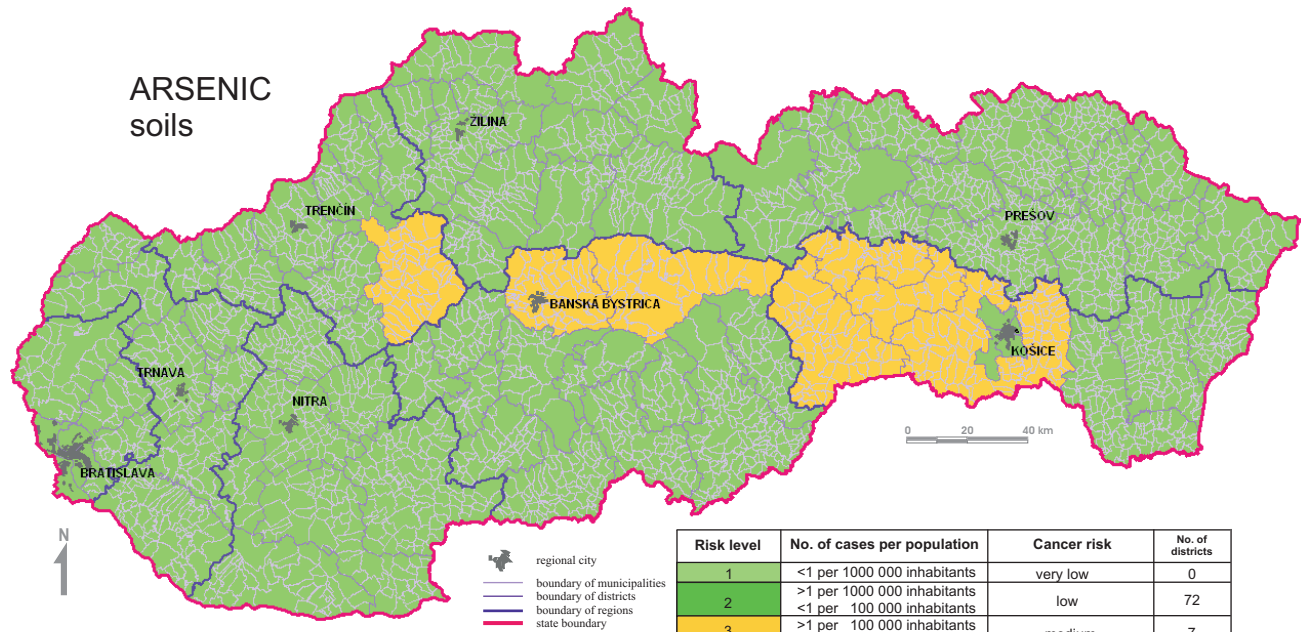 ARSENIC
soils
ŽILINA
TRENČÍN
PREŠOV
BANSKÁ BYSTRICA
KOŠICE
TRNAVA
NITRA
BRATISLAVA
0 20 40 km
N
regional city
boundary of municipalities
boundary of districts
boundary of regions
state boundary
Risk level No. of cases per population Cancer risk No. of districts
1 <1 per 1000 000 inhabitants very low 0
2 >1 per 1000 000 inhabitants <1 per 100 000 inhabitants low 72
3 >1 per 100 000 inhabitants medium 7